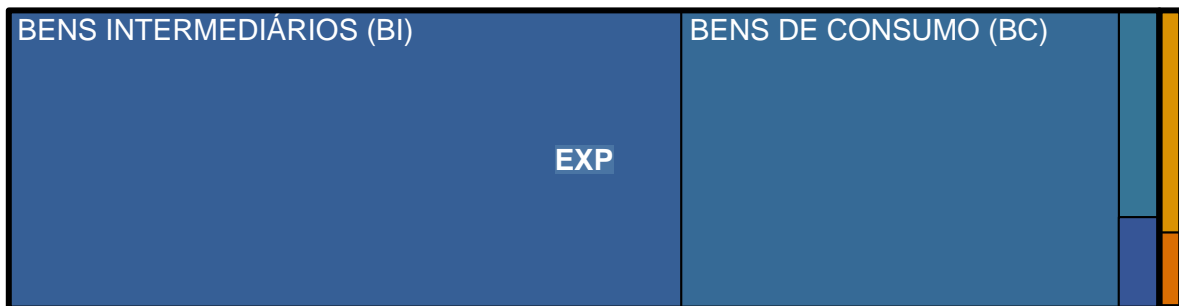 BENS INTERMEDIÁRIOS (BI)
BENS DE CONSUMO (BC)
EXP